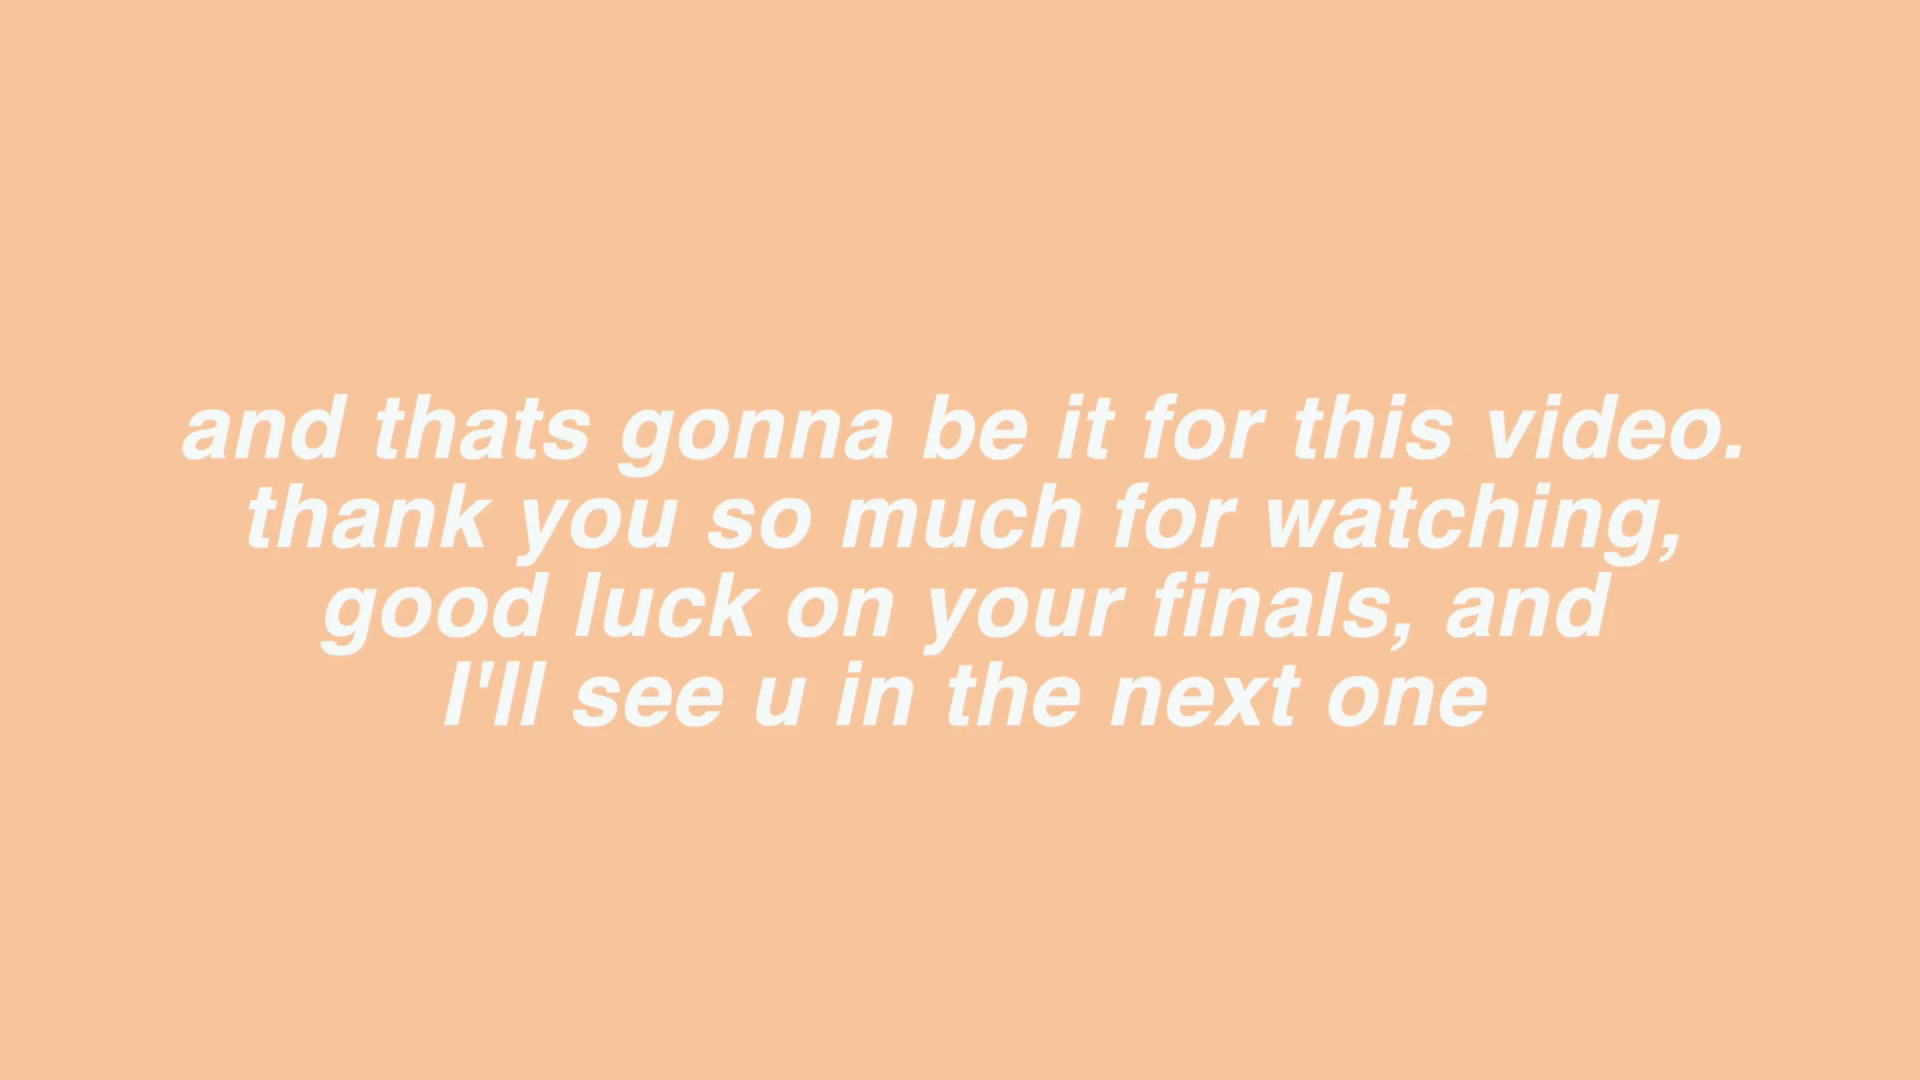 and thats gonna be it for this video.
thank you so much for watching,
good luck on your finals, and
I'll see u in the next one